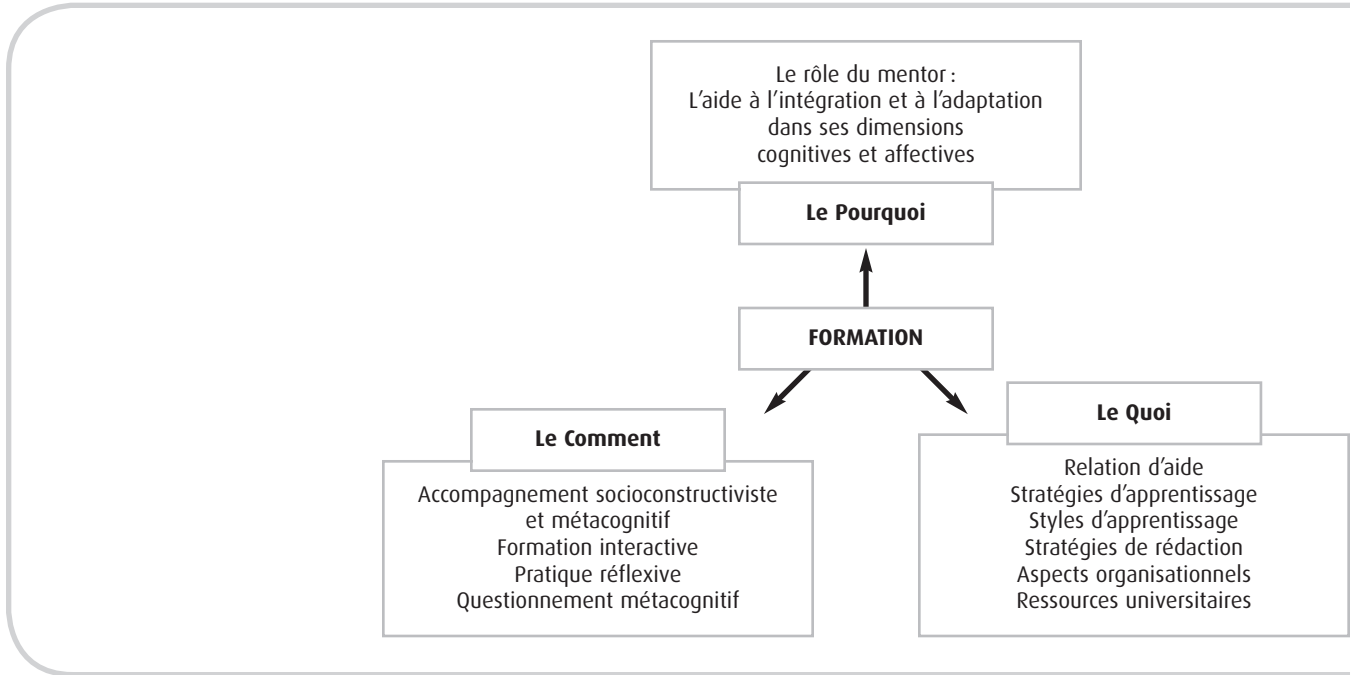 Le rôle du mentor :
L’aide à l’intégration et à l’adaptation
dans ses dimensions
cognitives et affectives
Le Pourquoi
FORMATION
Le Comment
Accompagnement socioconstructiviste
et métacognitif
Formation interactive
Pratique réflexive
Questionnement métacognitif
Le Quoi
Relation d’aide
Stratégies d’apprentissage
Styles d’apprentissage
Stratégies de rédaction
Aspects organisationnels
Ressources universitaires